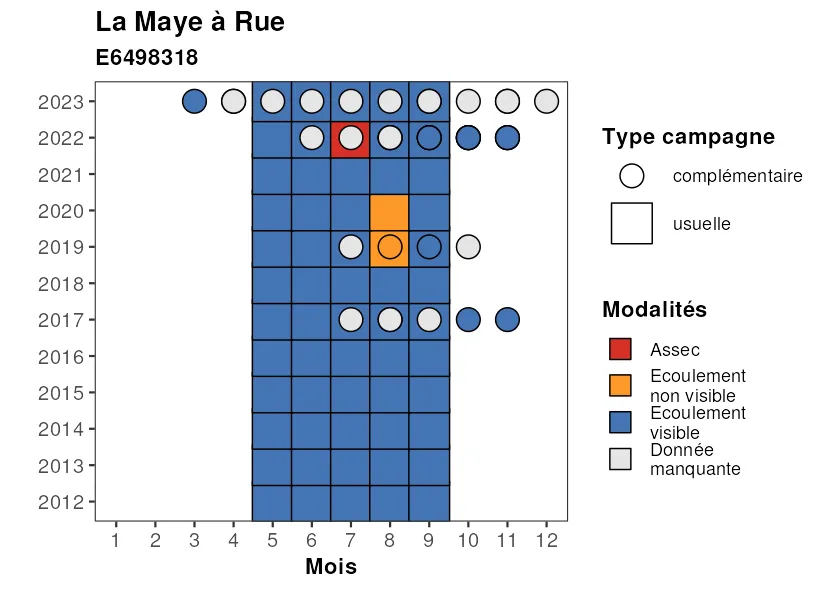 La Maye à Rue
E6498318
2023
2022
2021
2020
2019
2018
2017
2016
2015
2014
2013
2012
1 2 3 4 5 6 7 8 9 10 11 12
Mois
Type campagne
complémentaire
usuelle
Modalités
Assec
Ecoulement
non visible
Ecoulement
visible
Donnée
manquante